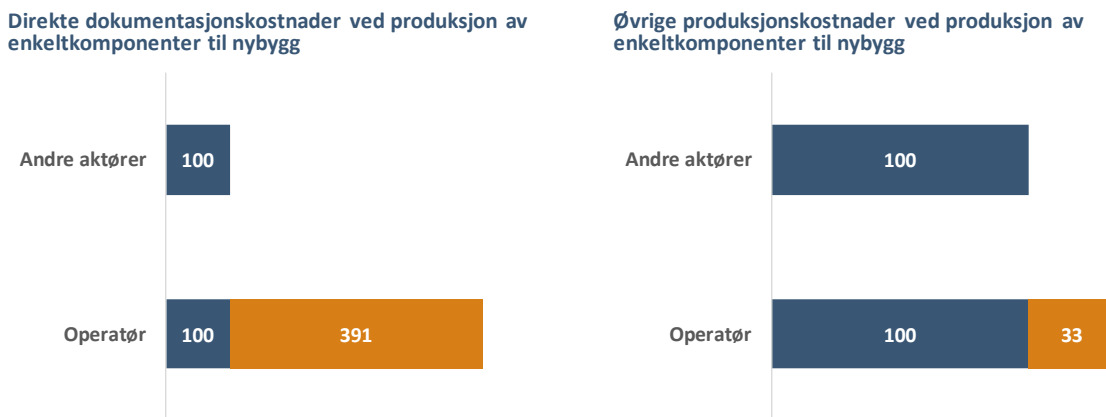 Direkte dokumentasjonskostnader ved produksjon av
enkeltkomponenter til nybygg
Andre aktører
100
Operatør
100
391
Øvrige produksjonskostnader ved produksjon av
enkeltkomponenter til nybygg
Andre aktører
100
Operatør
100
33